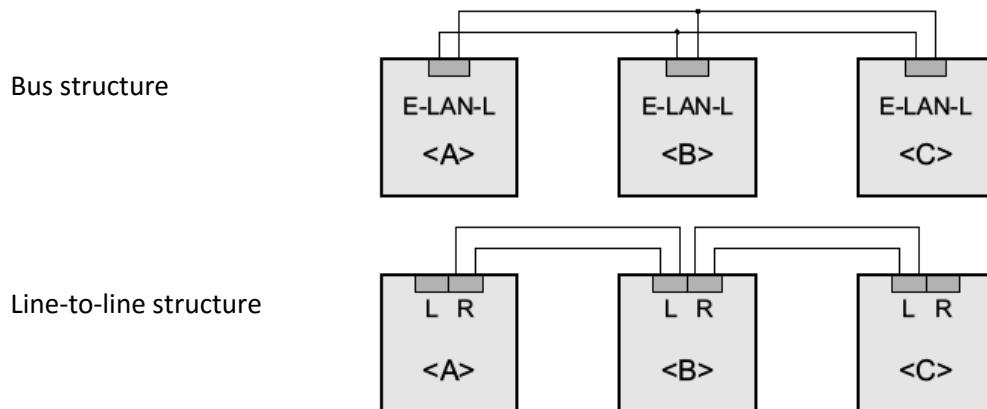 Bus structure
E-LAN-L E-LAN-L E-LAN-L
<A> <B> <C>
Line-to-line structure
L R L R L R
<A> <B> <C>